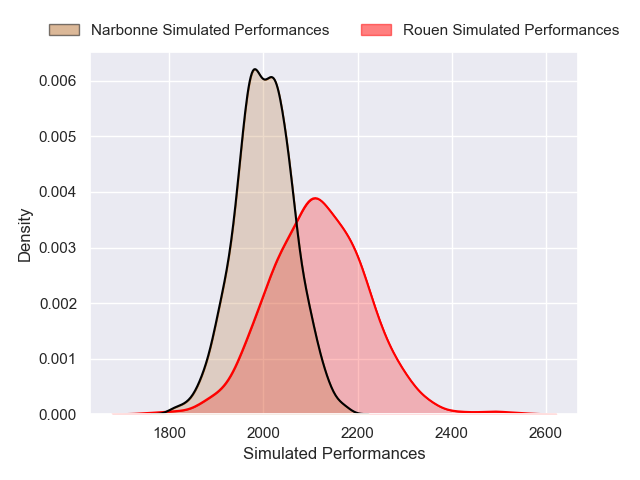 Narbonne Simulated Performances Rouen Simulated Performances
0.006
0.005
0.004
0.003
0.002
0.001
0.000
Density
1800 2000 2200 2400 2600
Simulated Performances